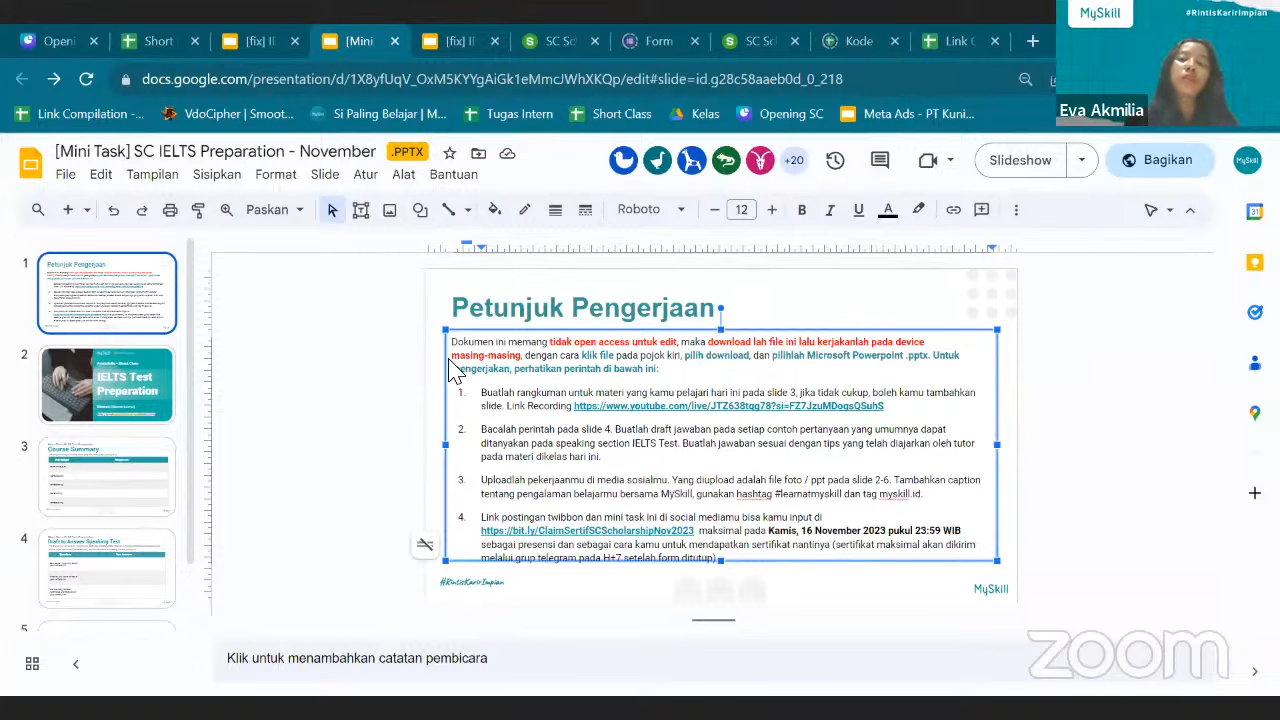 MySkill
#RintisKarirImpian
Openi
Short
[fix] I
[Mini
[fix] I
SC Sc
Form
SC Sc
Kode
Link C
docs.google.com/presentation/d/1X8yfUqV_OxM5KYYgAiGk1eMmcJWhXKQp/edit#slide=id.g28c58aaeb0d_0_218
Link Compilation -...
VdoCipher | Smoot...
Si Paling Belajar | M...
Tugas Intern
Short Class
Kelas
Opening SC
Meta Ads - PT Kuni...
Eva Akmilia
[Mini Task] SC IELTS Preparation - November
.PPTX
+20
Slideshow
Bagikan
File Edit Tampilan Sisipkan Format Slide Atur Alat Bantuan
Paskan
Roboto
12
1
Petunjuk Pengerjaan
2
IELTS Test
Preparation
3
Course Summary
4
Draft to Answer Speaking Test
5
Petunjuk Pengerjaan
Dokumen ini memang tidak open access untuk edit, maka download lah file ini lalu kerjakanlah pada device
masing-masing, dengan cara klik file pada pojok kiri, pilih download, dan pilihlah Microsoft Powerpoint .pptx. Untuk
mengerjakan, perhatikan perintah di bawah ini:
1. Buatlah rangkuman untuk materi yang kamu pelajari hari ini pada slide 3, jika tidak cukup, boleh kamu tambahkan
slide. Link Recording https://www.youtube.com/live/JTZ638tqg78?si=FZ7JzuMDogsQSuhS
2. Bacalah perintah pada slide 4. Buatlah draft jawaban pada setiap contoh pertanyaan yang umumnya dapat
ditanyakan pada speaking section IELTS Test. Buatlah jawaban sesuai dengan tips yang telah diajarkan oleh tutor
pada materi dikelas hari ini.
3. Uploadlah pekerjaanmu di media sosialmu. Yang diupload adalah file foto / ppt pada slide 2-6. Tambahkan caption
tentang pengalaman belajarmu bersama MySkill, gunakan hashtag #learnatmyskill dan tag myskill.id.
4. Link postingan twibbon dan mini task ini di social mediamu bisa kamu input di
https://bit.ly/ClaimSertifSCScholarshipNov2023 maksimal pada Kamis, 16 November 2023 pukul 23:59 WIB
sebagai presensi dan sebagai cara kamu untuk mendapatkan sertifikat nantinya (sertifikat maksimal akan dikirim
melalui grup telegram pada H+7 setelah form ditutup)
#RintisKarirImpian
MySkill
Klik untuk menambahkan catatan pembicara
zoom